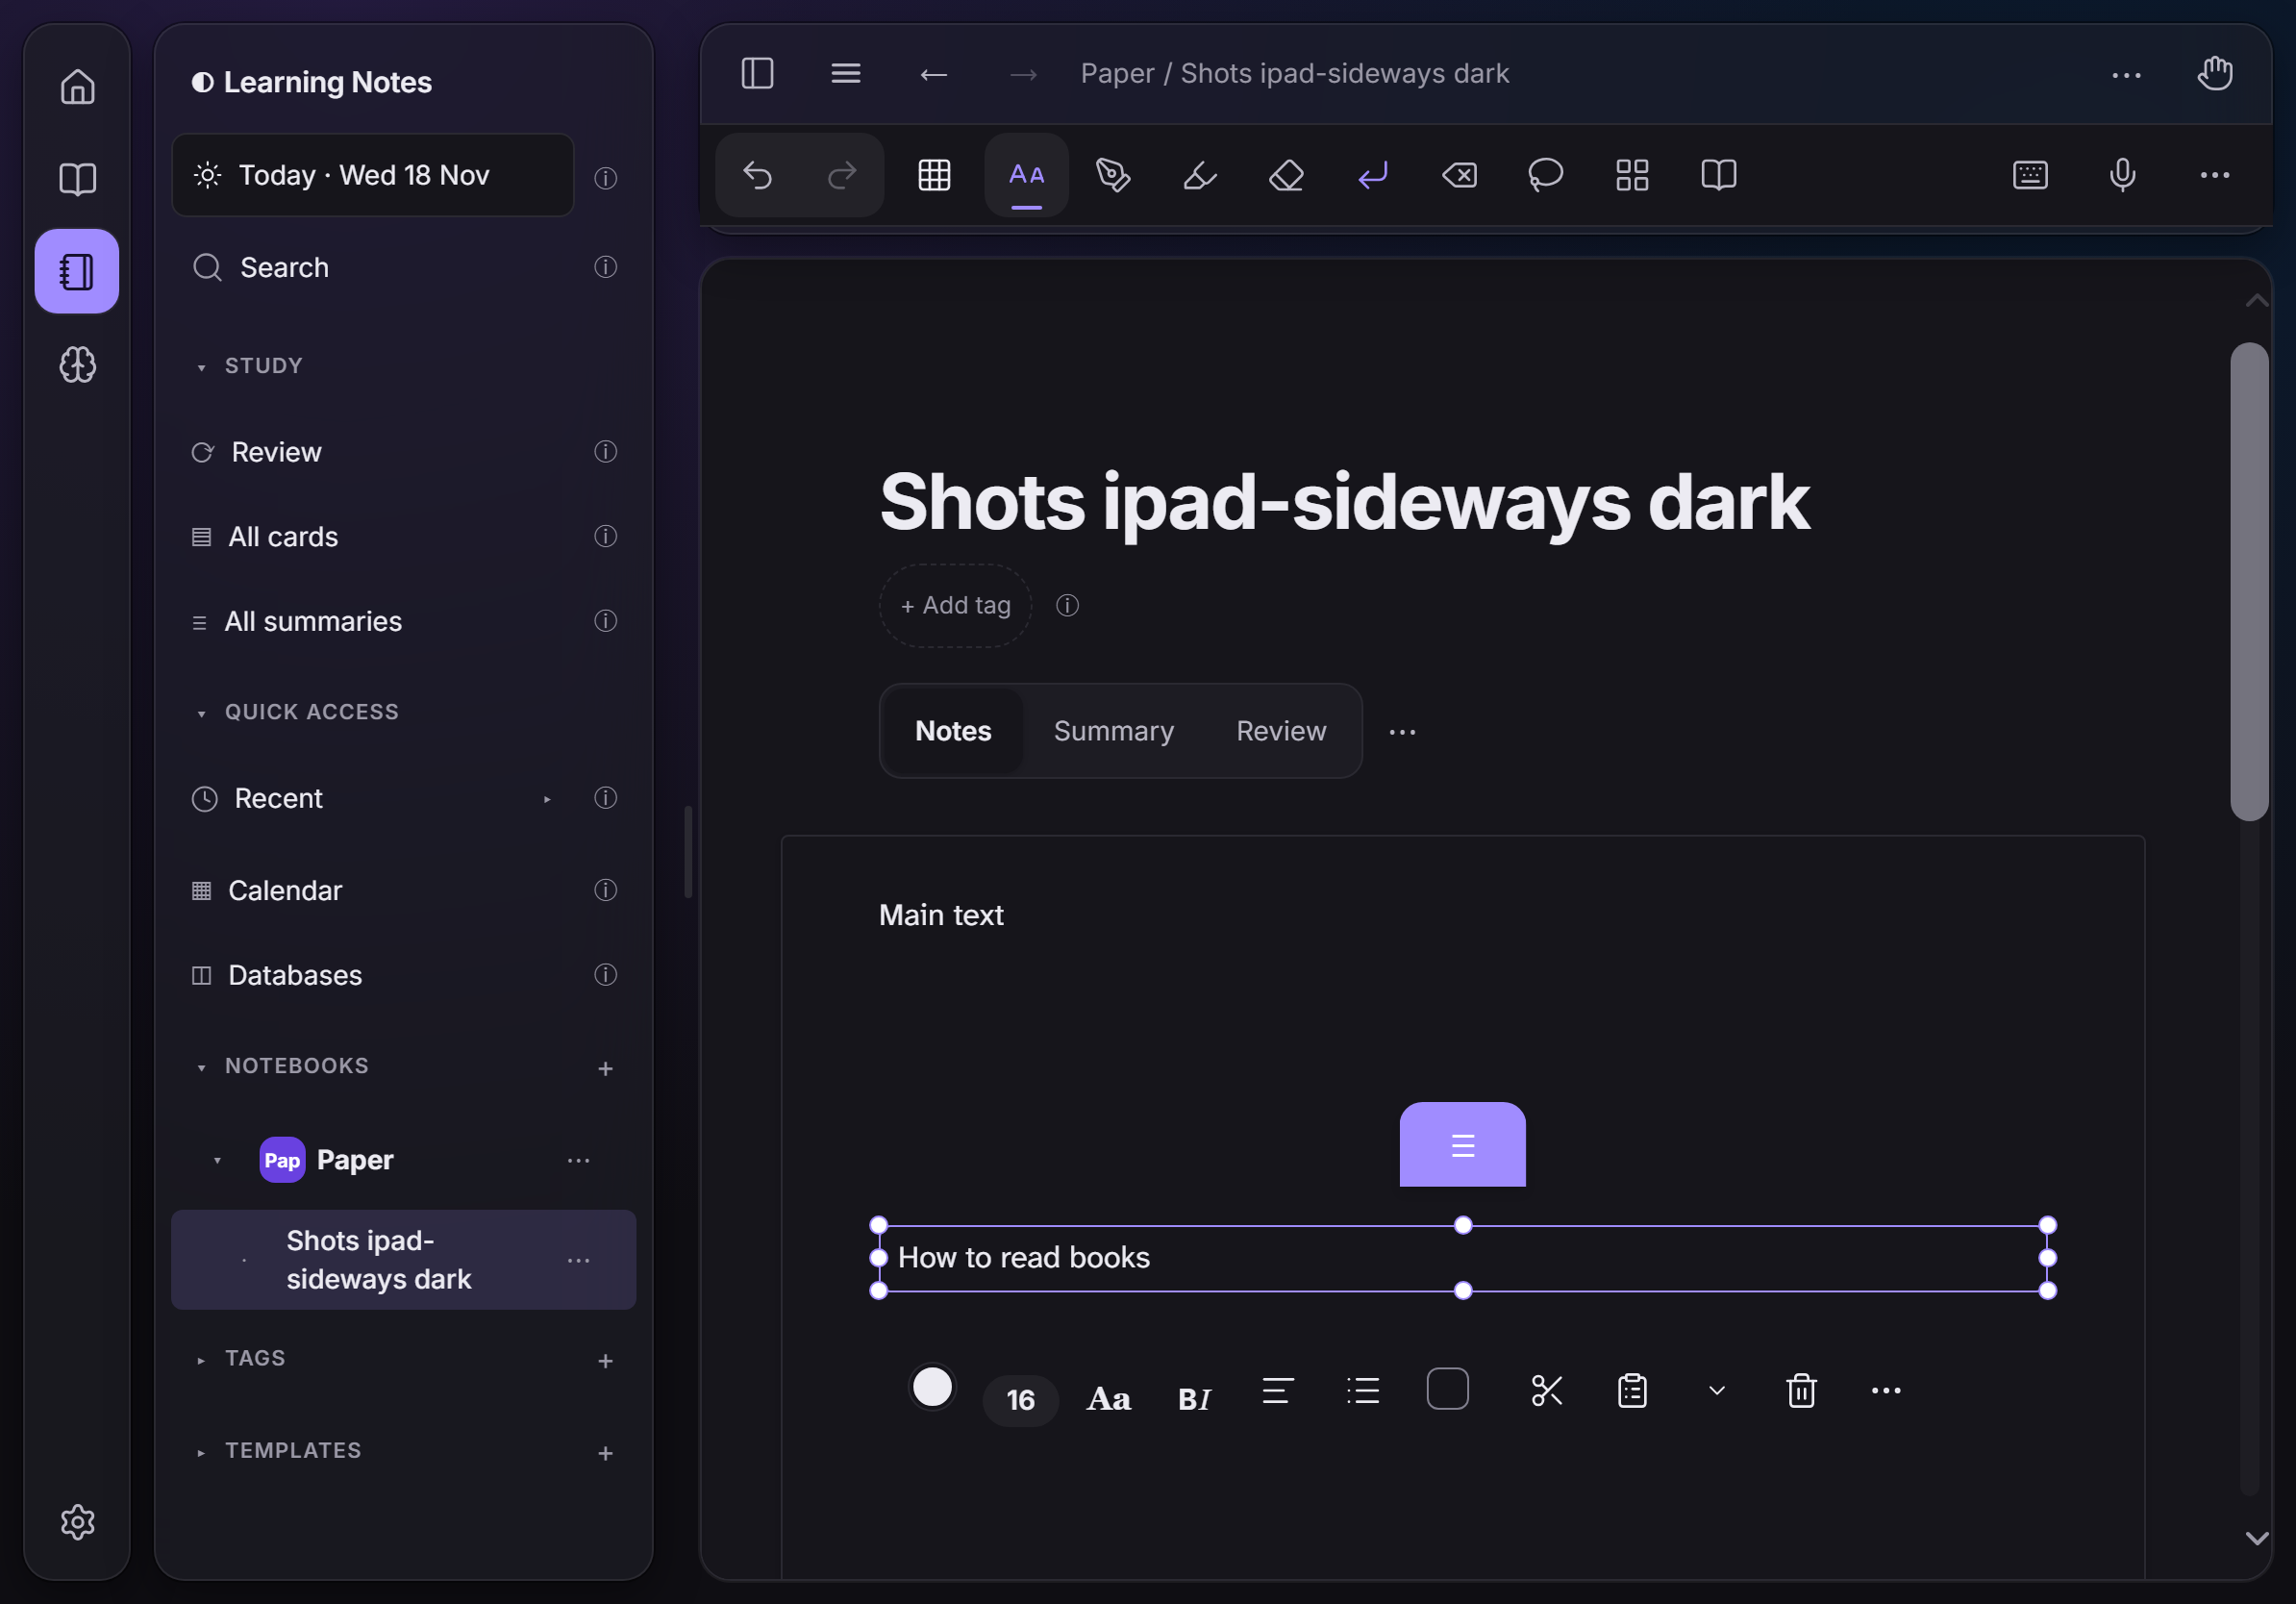 Learning Notes
Today · Wed 18 Nov
Search
STUDY
Review
All cards
All summaries
QUICK ACCESS
Recent
Calendar
Databases
NOTEBOOKS
Pap Paper
Shots ipad-
sideways dark
TAGS
TEMPLATES
Paper / Shots ipad-sideways dark
AA
Shots ipad-sideways dark
+ Add tag
Notes Summary Review
Main text
How to read books
16 Aa BI